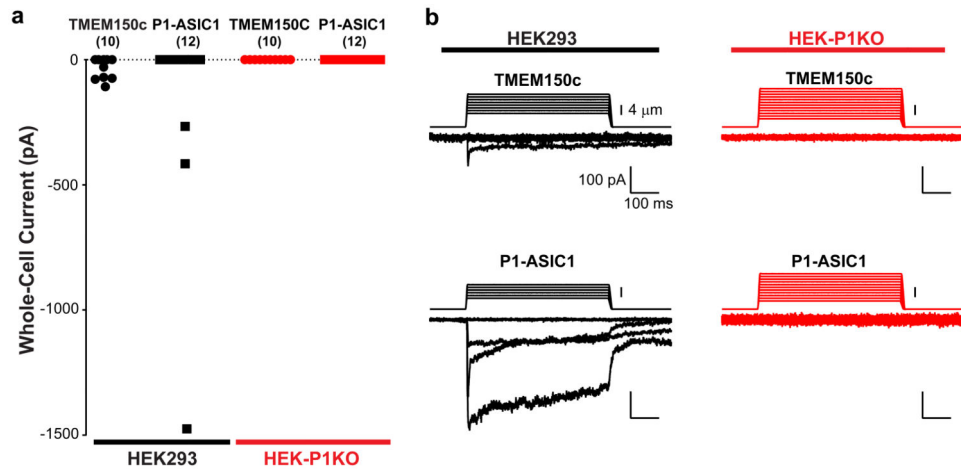 a
TMEM150c P1-ASIC1 TMEM150C P1-ASIC1
(10) (12) (10) (12)
0
-500
-1000
-1500
Whole-Cell Current (pA)
HEK293 HEK-P1KO
b
HEK293 HEK-P1KO
TMEM150c TMEM150c
4 μm
100 pA
100 ms
P1-ASIC1 P1-ASIC1